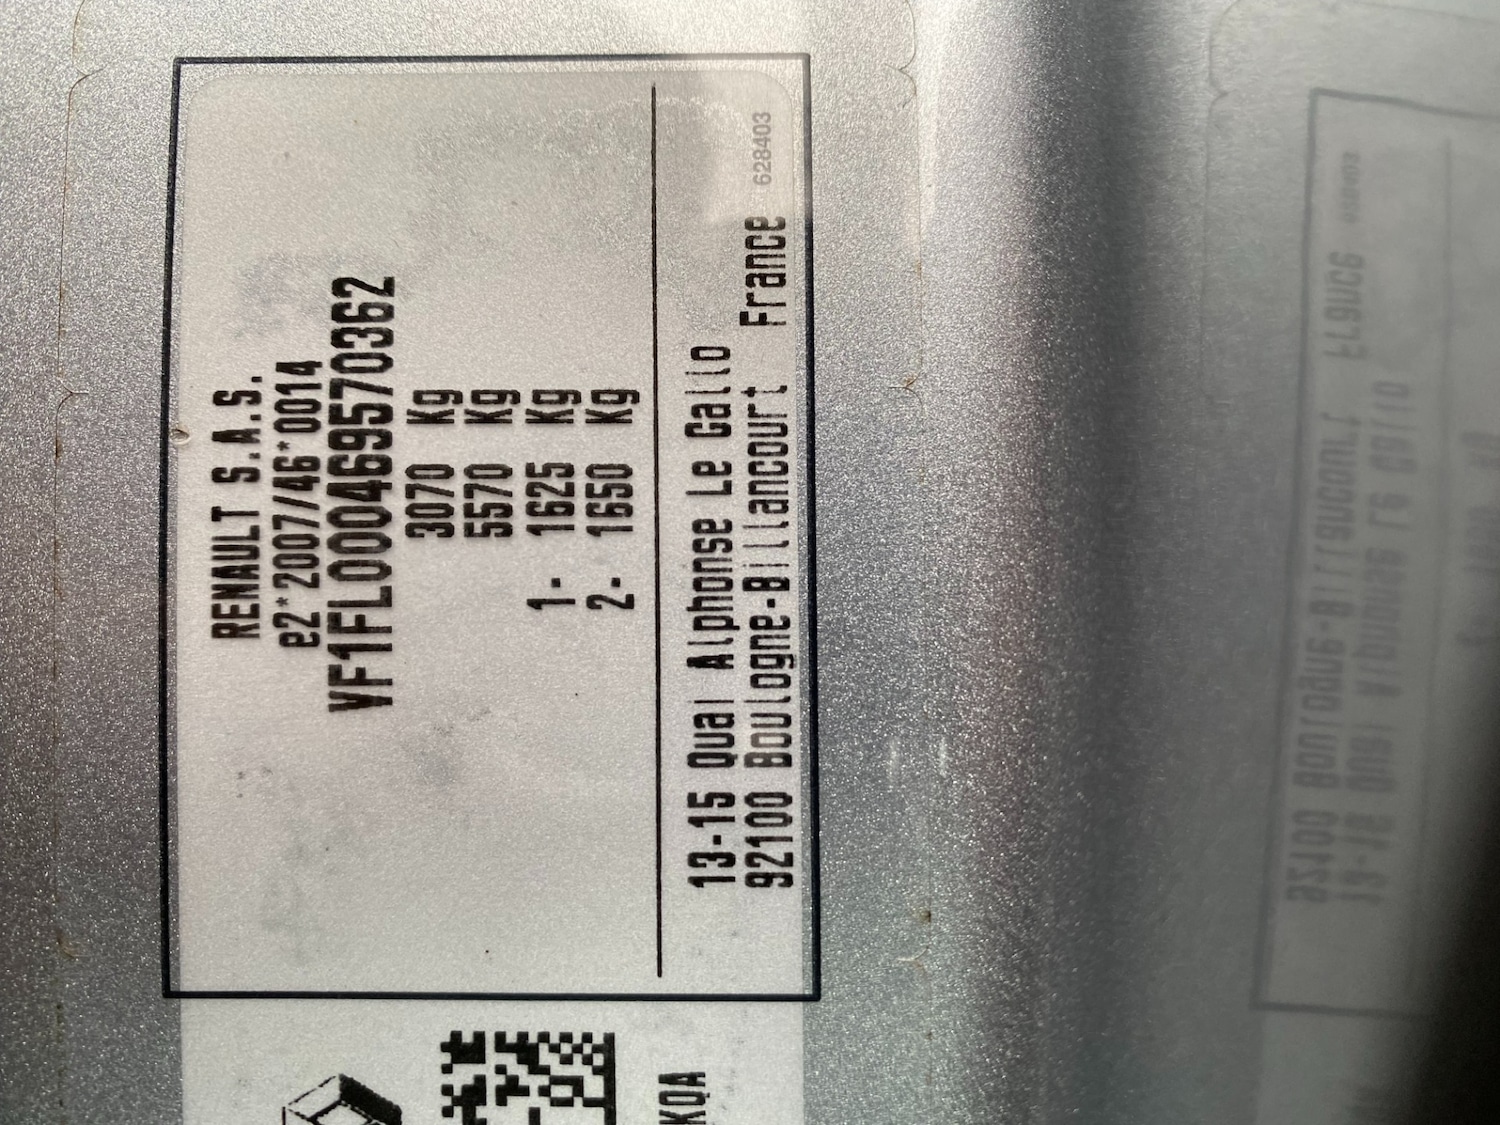 RENAULT S.A.S.
e2*2007/46*0014
VF1FL000469570362
3070 Kg
5570 Kg
1- 1625 Kg
2- 1650 Kg
13-15 Quai Alphonse Le Gallo
92100 Boulogne-Billancourt France
628403
KQA